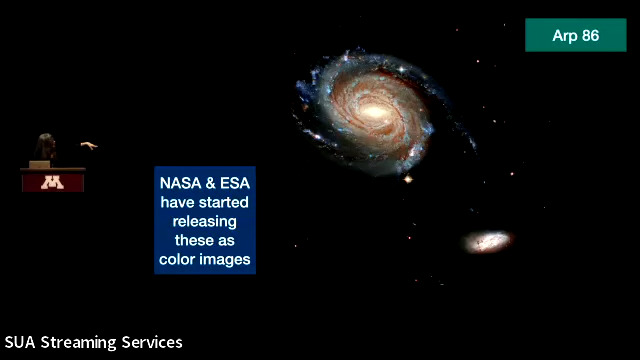 Arp 86
NASA & ESA
have started
releasing
these as
color images
M
SUA Streaming Services